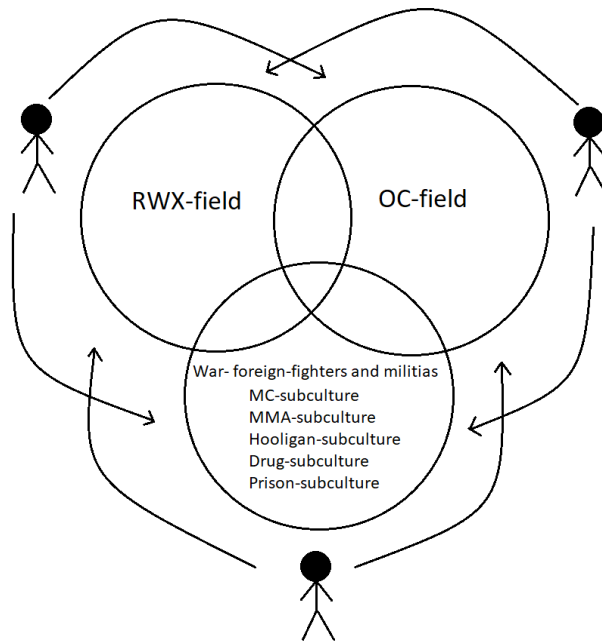 RWX-field
OC-field
War- foreign-fighters and militias
MC-subculture
MMA-subculture
Hooligan-subculture
Drug-subculture
Prison-subculture